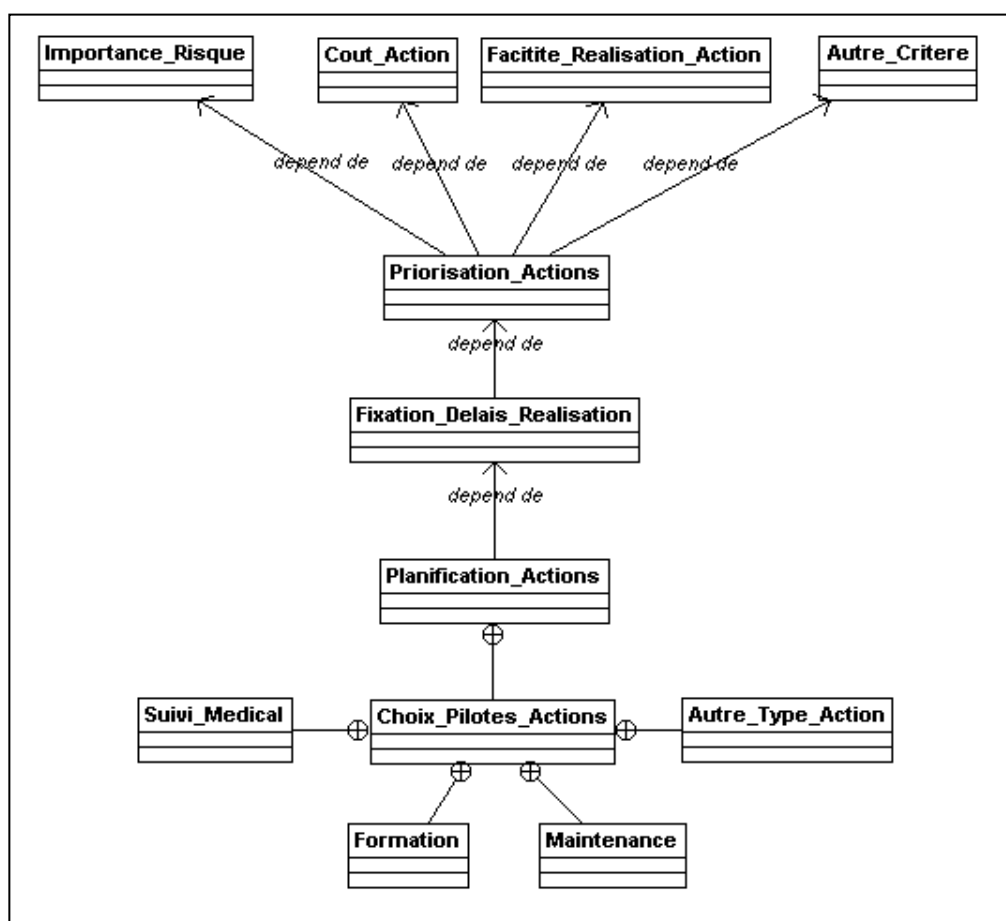 Importance_Risque
Cout_Action
Facitite_Realisation_Action
Autre_Critere
depend de
depend de
depend de
depend de
Priorisation_Actions
depend de
Fixation_Delais_Realisation
depend de
Planification_Actions
Suivi_Medical
Choix_Pilotes_Actions
Autre_Type_Action
Formation
Maintenance